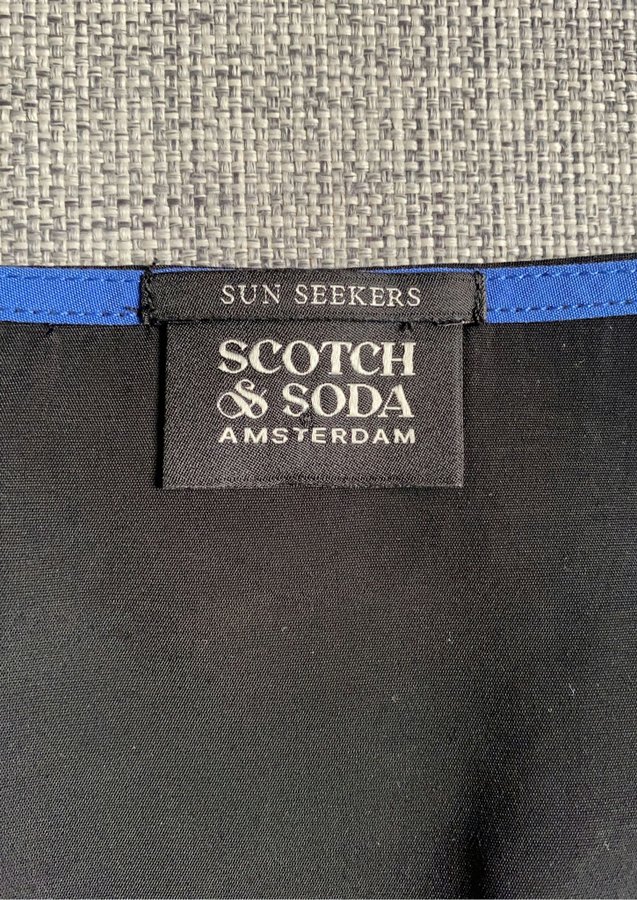 SUN SEEKERS
SCOTCH
& SODA
AMSTERDAM